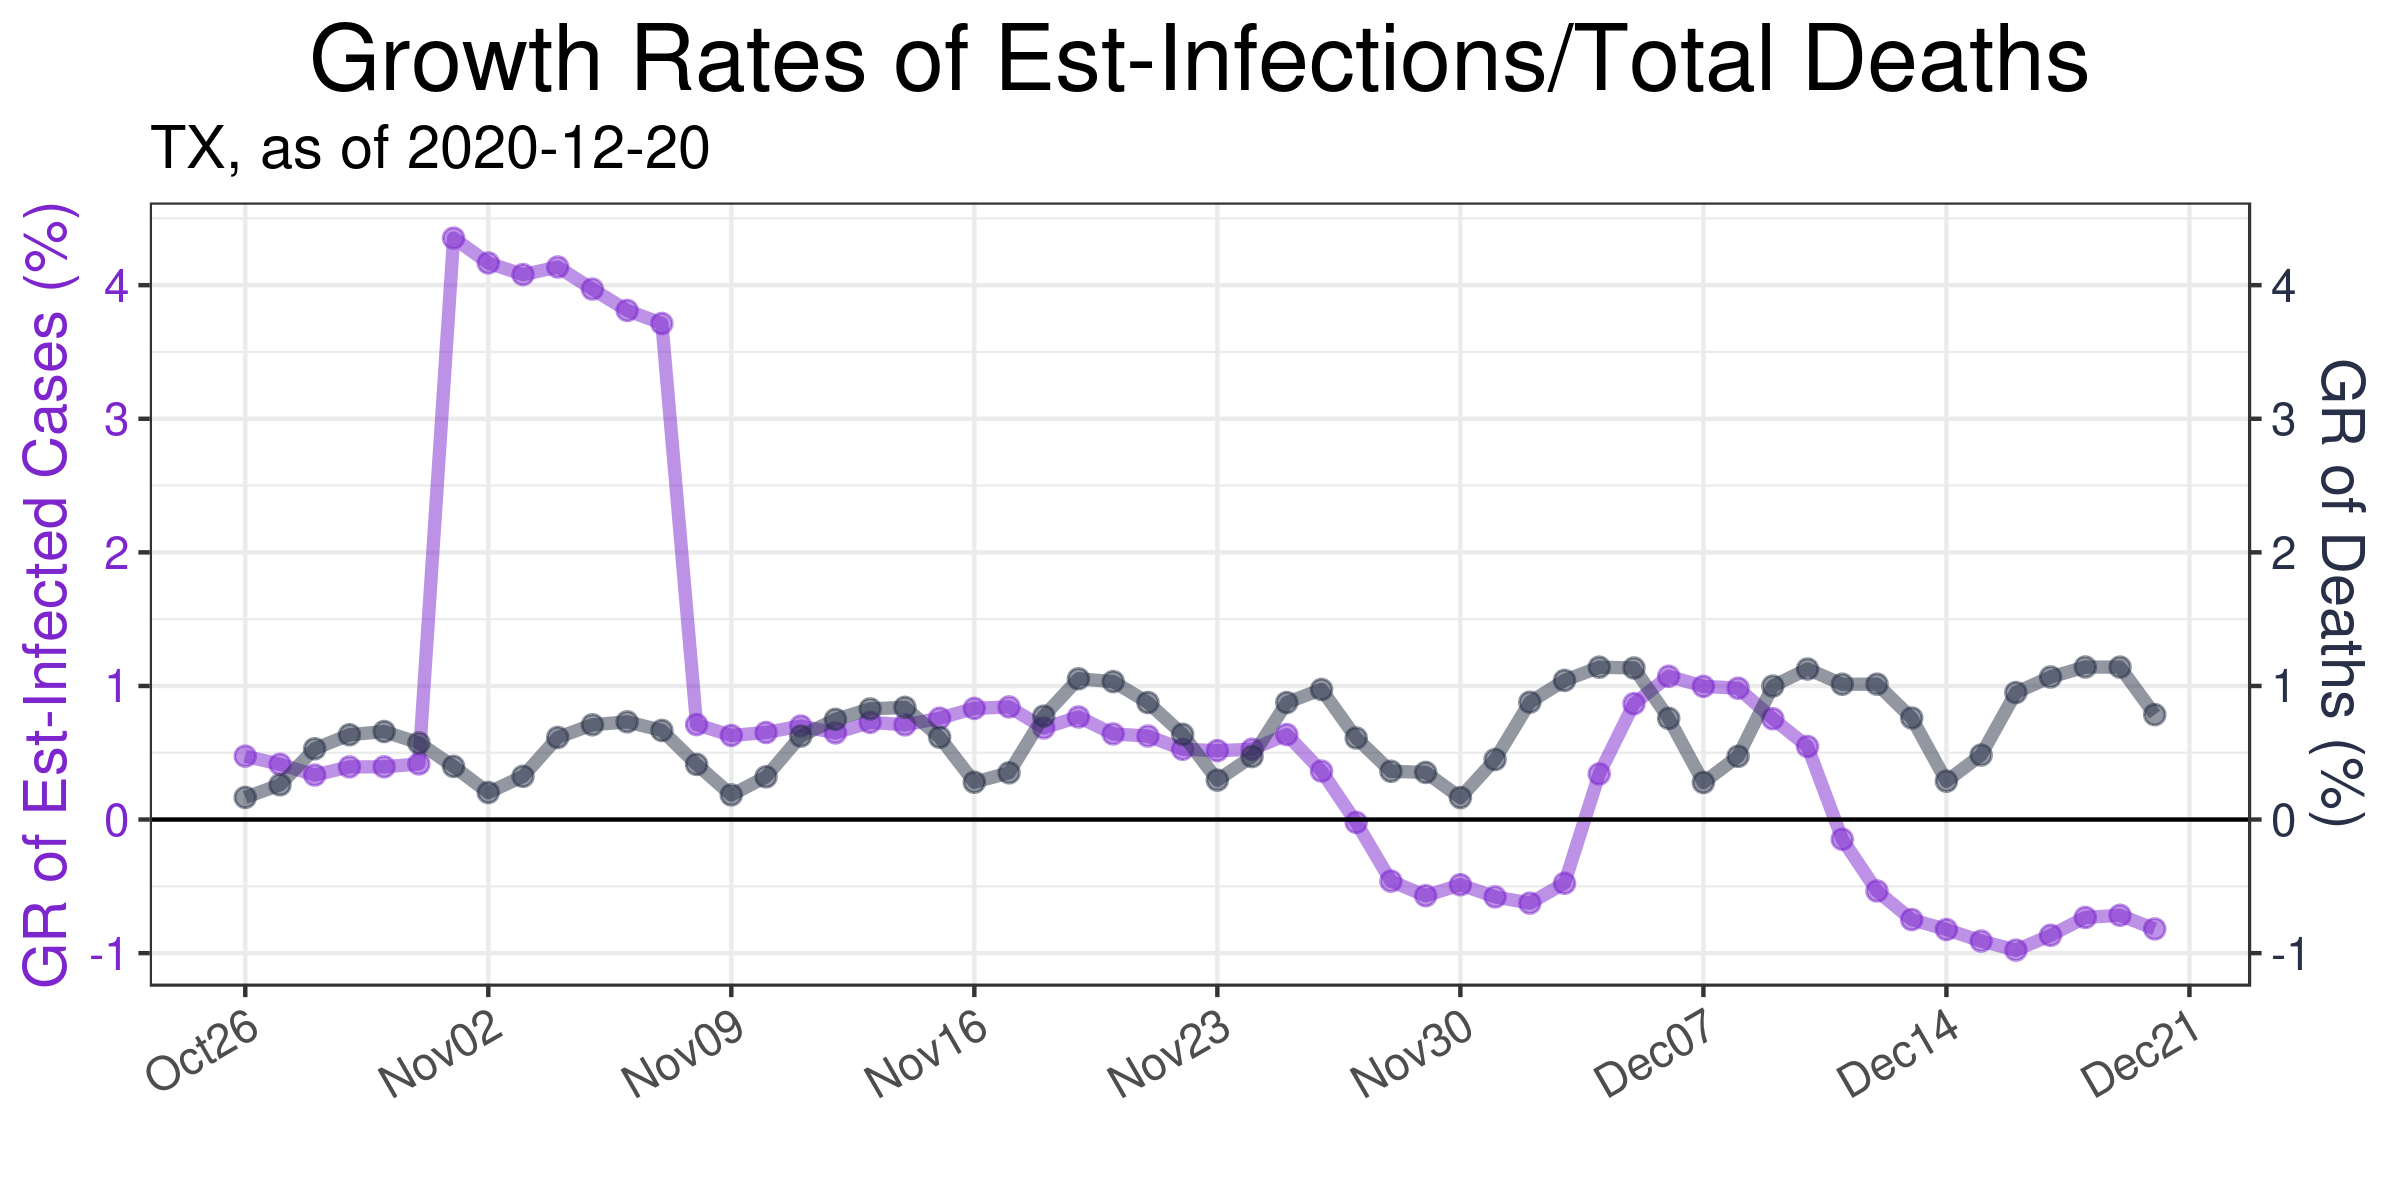 Growth Rates of Est-Infections/Total Deaths
TX, as of 2020-12-20
GR of Est-Infected Cases (%)
4
3
2
1
0
-1
4
3
2
1
0
-1
GR of Deaths (%)
Oct26
Nov02
Nov09
Nov16
Nov23
Nov30
Dec07
Dec14
Dec21